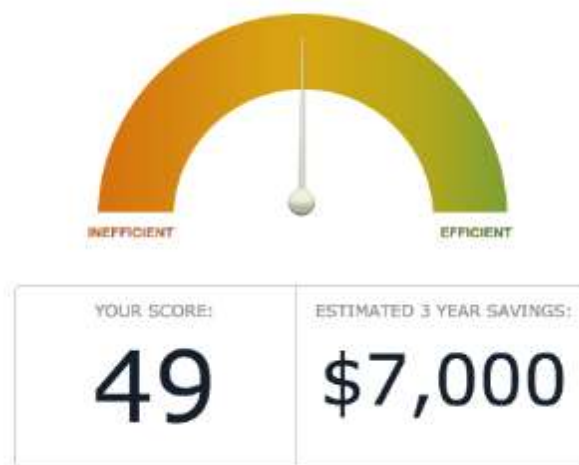 INEFFICIENT
EFFICIENT
YOUR SCORE:
49
ESTIMATED 3 YEAR SAVINGS:
$7,000